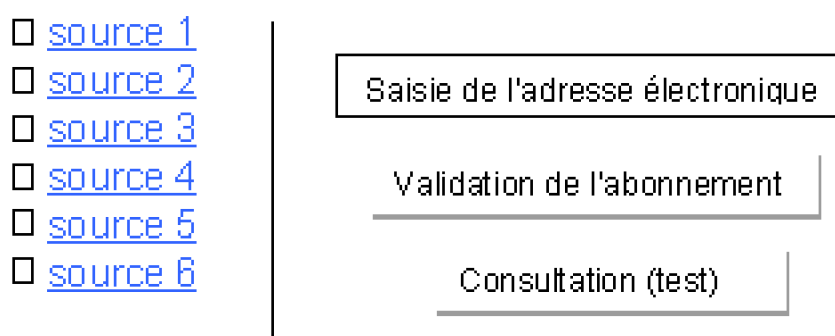 source 1
source 2
source 3
source 4
source 5
source 6
Saisie de l'adresse électronique
Validation de l'abonnement
Consultation (test)